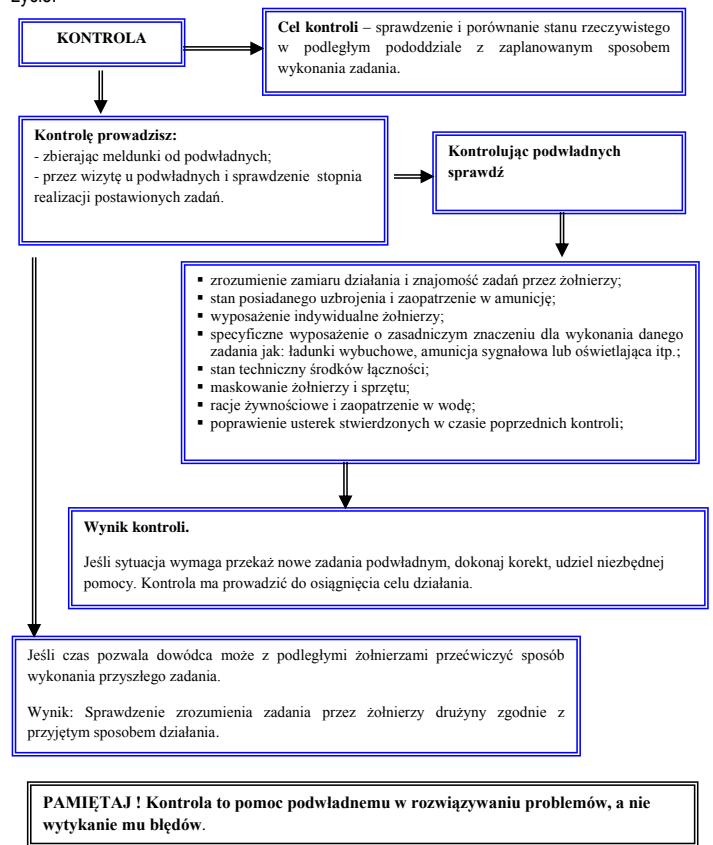 życie.
KONTROLA
Cel kontroli – sprawdzenie i porównanie stanu rzeczywistego
w podległym pododdziale z zaplanowanym sposobem
wykonania zadania.
Kontrolę prowadzisz:
- zbierając meldunki od podwładnych;
- przez wizytę u podwładnych i sprawdzenie stopnia
realizacji postawionych zadań.
Kontrolując podwładnych
sprawdź
▪ zrozumienie zamiaru działania i znajomość zadań przez żołnierzy;
▪ stan posiadanego uzbrojenia i zaopatrzenie w amunicję;
▪ wyposażenie indywidualne żołnierzy;
▪ specyficzne wyposażenie o zasadniczym znaczeniu dla wykonania danego
zadania jak: ładunki wybuchowe, amunicja sygnałowa lub oświetlająca itp.;
▪ stan techniczny środków łączności;
▪ maskowanie żołnierzy i sprzętu;
▪ racje żywnościowe i zaopatrzenie w wodę;
▪ poprawienie usterek stwierdzonych w czasie poprzednich kontroli;
Wynik kontroli.
Jeśli sytuacja wymaga przekaż nowe zadania podwładnym, dokonaj korekt, udziel niezbędnej
pomocy. Kontrola ma prowadzić do osiągnięcia celu działania.
Jeśli czas pozwala dowódca może z podległymi żołnierzami przećwiczyć sposób
wykonania przyszłego zadania.
Wynik: Sprawdzenie zrozumienia zadania przez żołnierzy drużyny zgodnie z
przyjętym sposobem działania.
PAMIĘTAJ ! Kontrola to pomoc podwładnemu w rozwiązywaniu problemów, a nie
wytykanie mu błędów.